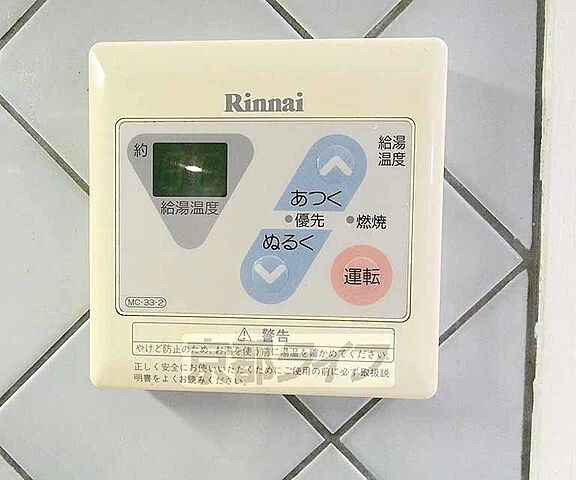 Rinnai
約
給湯温度
給湯
温度
あつく
優先
燃焼
ぬるく
運転
MC-33-2
警告
やけど防止のため、お湯を使う前に湯温を確かめてください。
正しく安全にお使いいただくためにご使用の前に必ず取扱説
明書をよくお読みください。